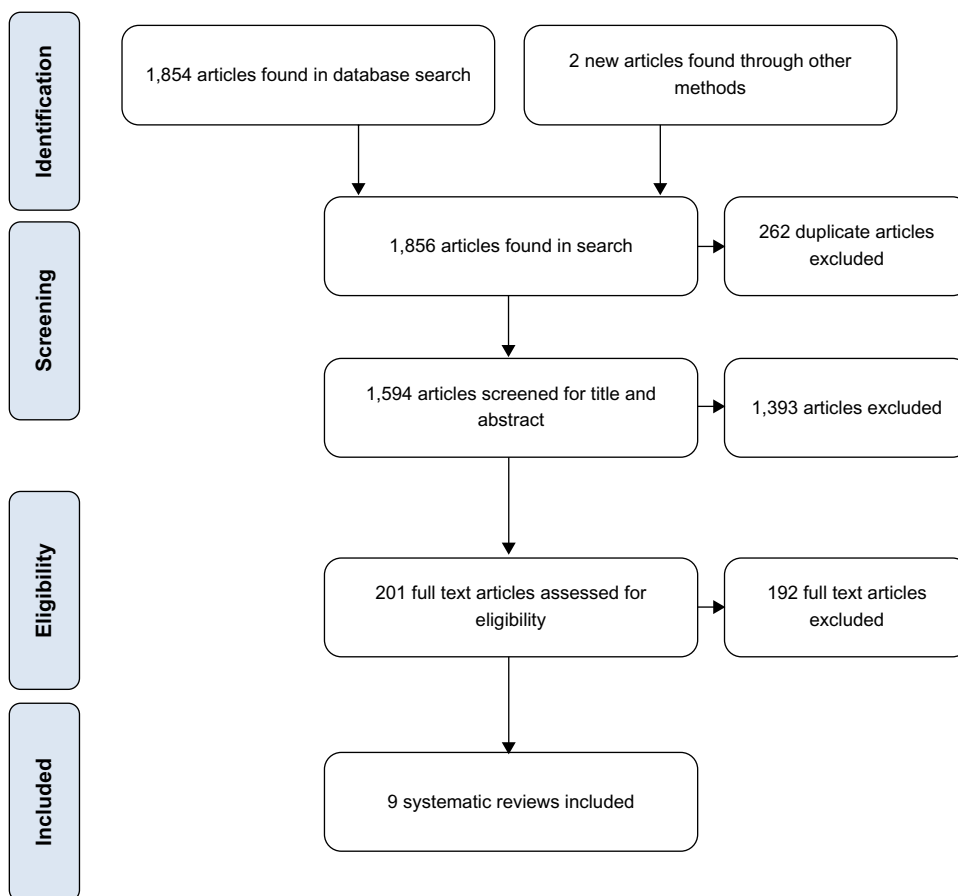 Identification
1,854 articles found in database search
2 new articles found through other
methods
Screening
1,856 articles found in search
262 duplicate articles
excluded
1,594 articles screened for title and
abstract
1,393 articles excluded
Eligibility
201 full text articles assessed for
eligibility
192 full text articles
excluded
Included
9 systematic reviews included